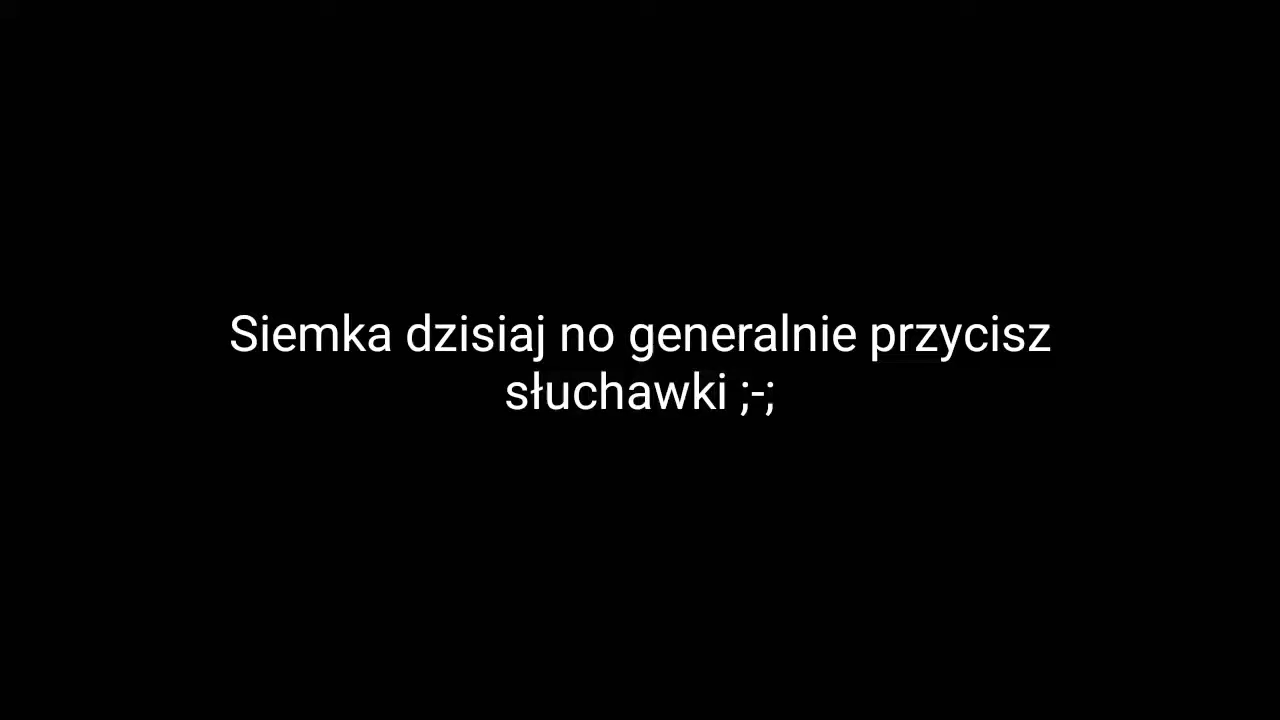 Siemka dzisiaj no generalnie przycisz
słuchawki ;-;